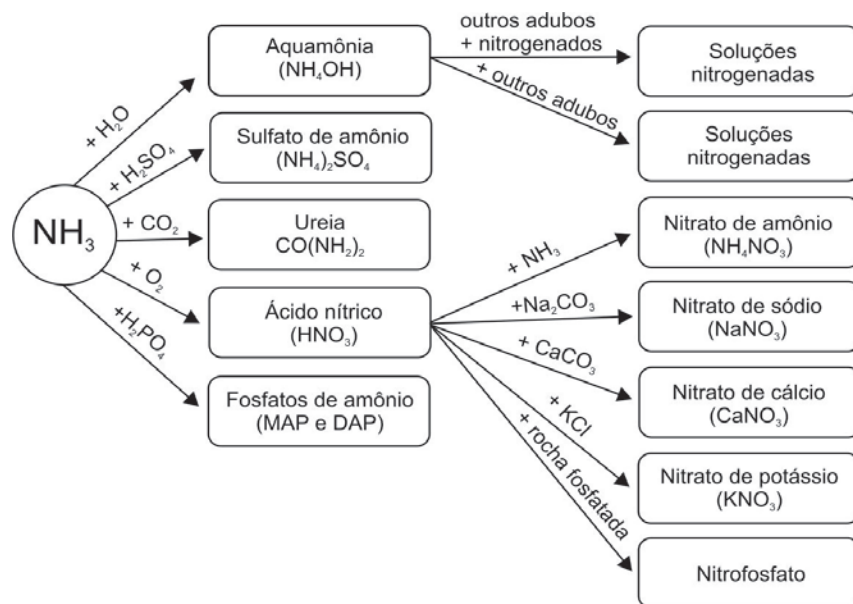 NH₃
+ H₂O
+ H₂SO₄
+ CO₂
+ O₂
+H₂PO₄
Aquamônia
(NH₄OH)
Sulfato de amônio
(NH₄)₂SO₄
Ureia
CO(NH₂)₂
Ácido nítrico
(HNO₃)
Fosfatos de amônio
(MAP e DAP)
outros adubos
+ nitrogenados
+ outros adubos
Soluções
nitrogenadas
Soluções
nitrogenadas
+ NH₃
+Na₂CO₃
+ CaCO₃
+ KCl
+ rocha fosfatada
Nitrato de amônio
(NH₄NO₃)
Nitrato de sódio
(NaNO₃)
Nitrato de cálcio
(CaNO₃)
Nitrato de potássio
(KNO₃)
Nitrofosfato